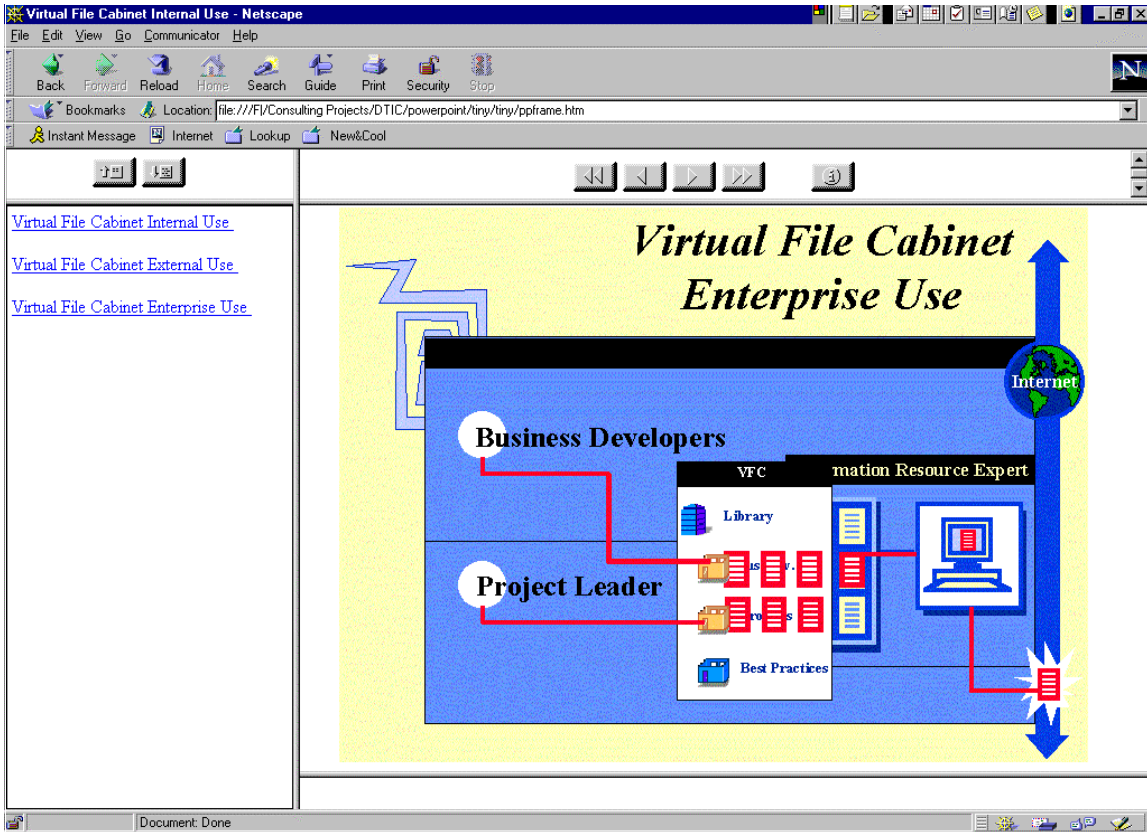 Virtual File Cabinet Internal Use - Netscape
File Edit View Go Communicator Help
Back Forward Reload Home Search Guide Print Security Stop
N
Bookmarks Location: file:///F|/Consulting Projects/DTIC/powerpoint/tiny/tiny/ppframe.htm
Instant Message Internet Lookup New&Cool
Virtual File Cabinet Internal Use
Virtual File Cabinet External Use
Virtual File Cabinet Enterprise Use
Virtual File Cabinet
Enterprise Use
Internet
Business Developers
VFC
mation Resource Expert
Library
Project Leader
Best Practices
Document: Done